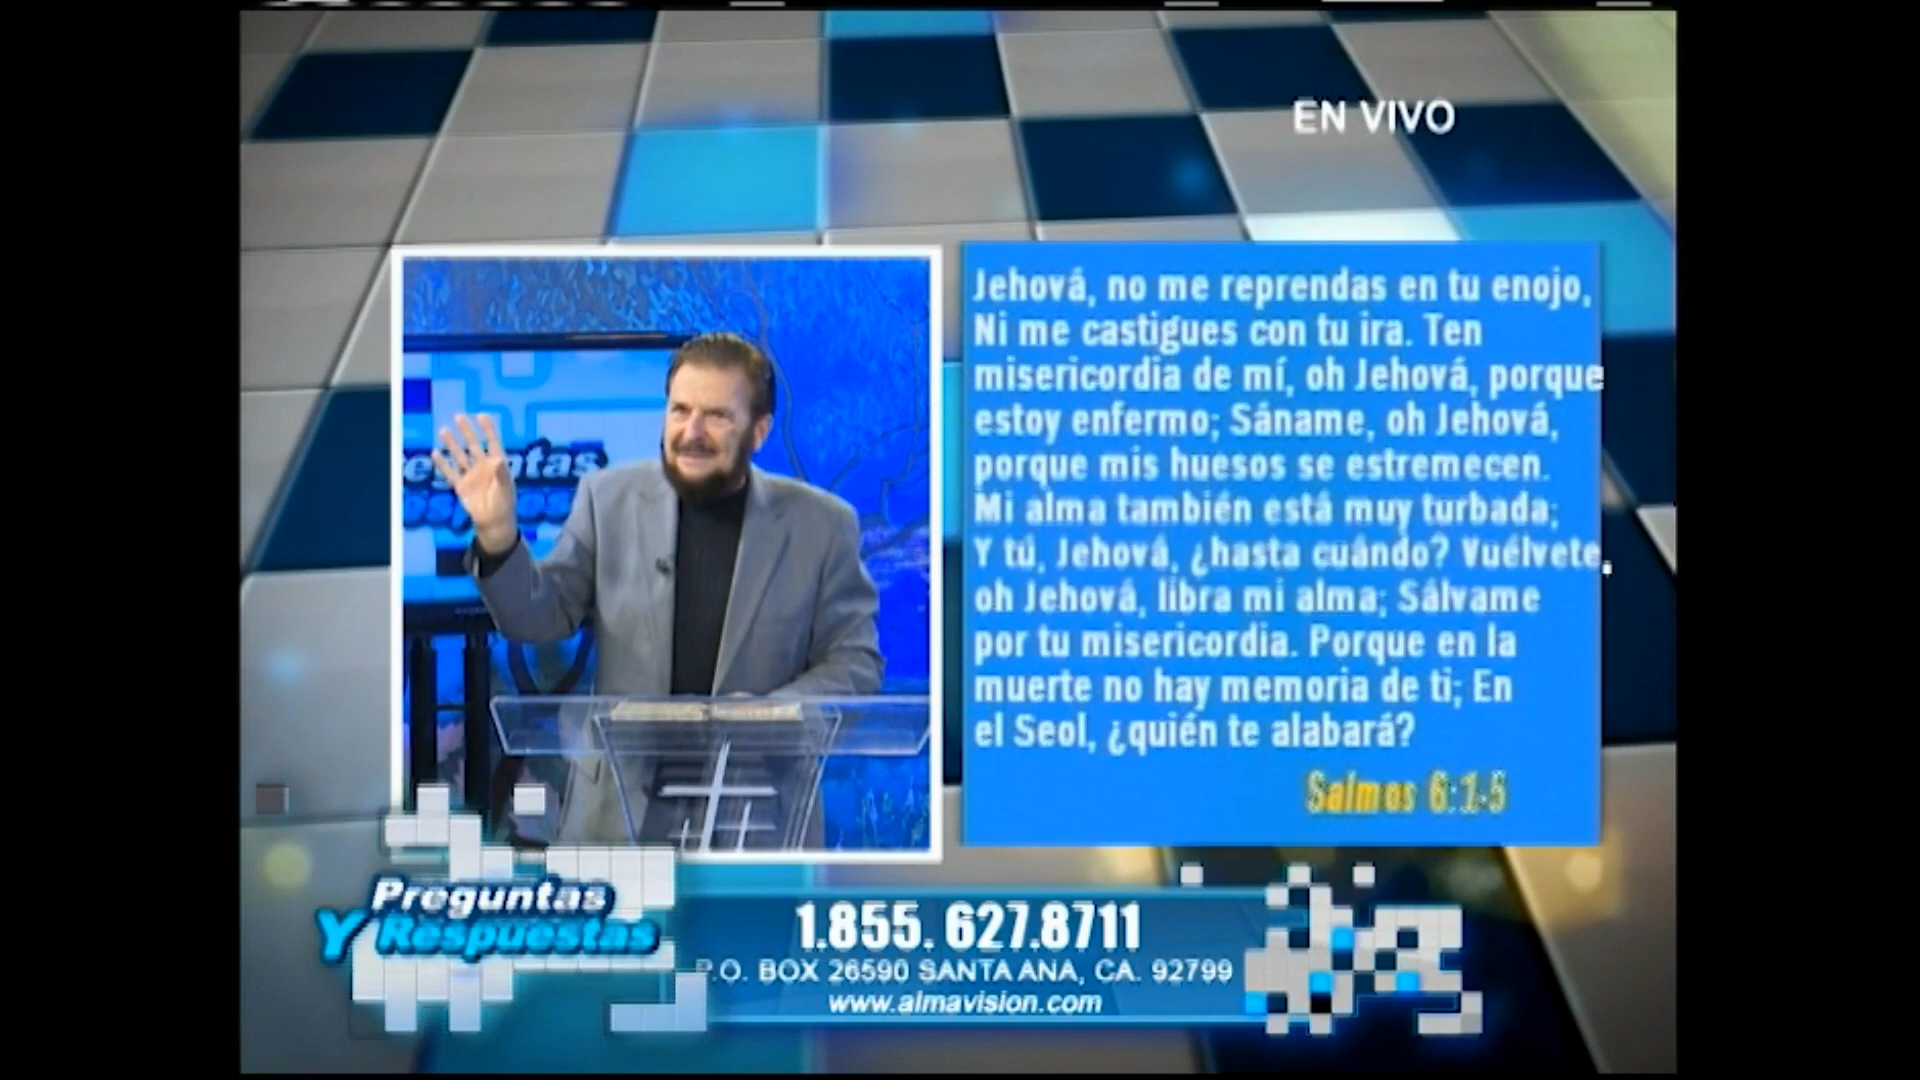 EN VIVO
Jehová, no me reprendas en tu enojo,
Ni me castigues con tu ira. Ten
misericordia de mí, oh Jehová, porque
estoy enfermo; Sáname, oh Jehová,
porque mis huesos se estremecen.
Mi alma también está muy turbada;
Y tú, Jehová, ¿hasta cuándo? Vuélvete,
oh Jehová, libra mi alma; Sálvame
por tu misericordia. Porque en la
muerte no hay memoria de ti; En
el Seol, ¿quién te alabará?
Salmos 6:1-5
Preguntas
Y Respuestas
1.855. 627.8711
P.O. BOX 26590 SANTA ANA, CA. 92799
www.almavision.com